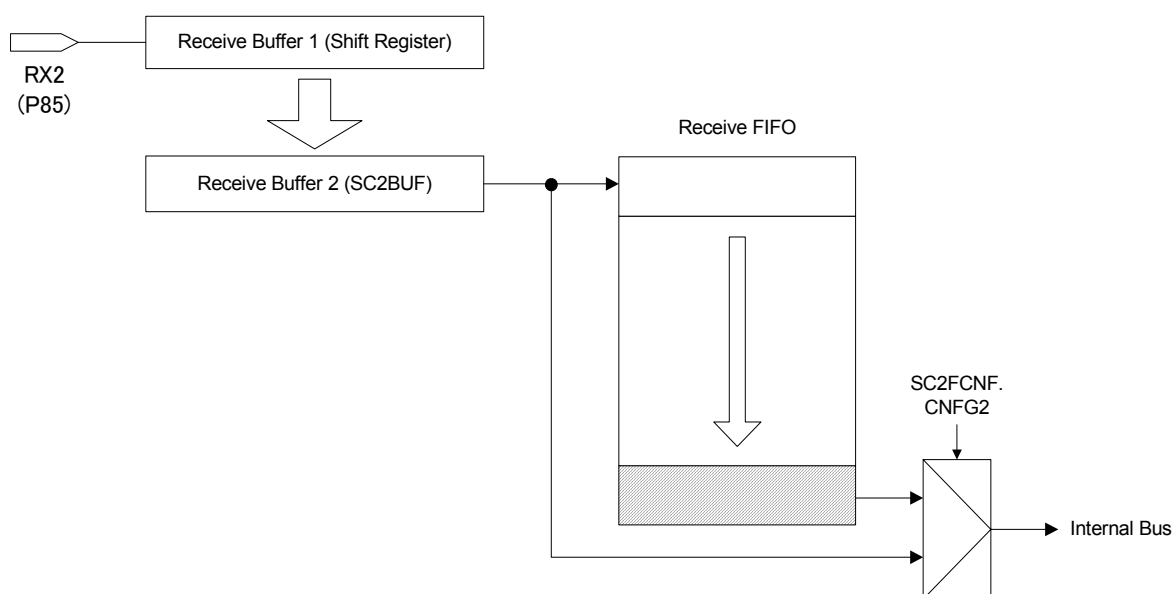 Receive Buffer 1 (Shift Register)
RX2
(P85)
Receive FIFO
Receive Buffer 2 (SC2BUF)
SC2FCNF.
CNFG2
Internal Bus